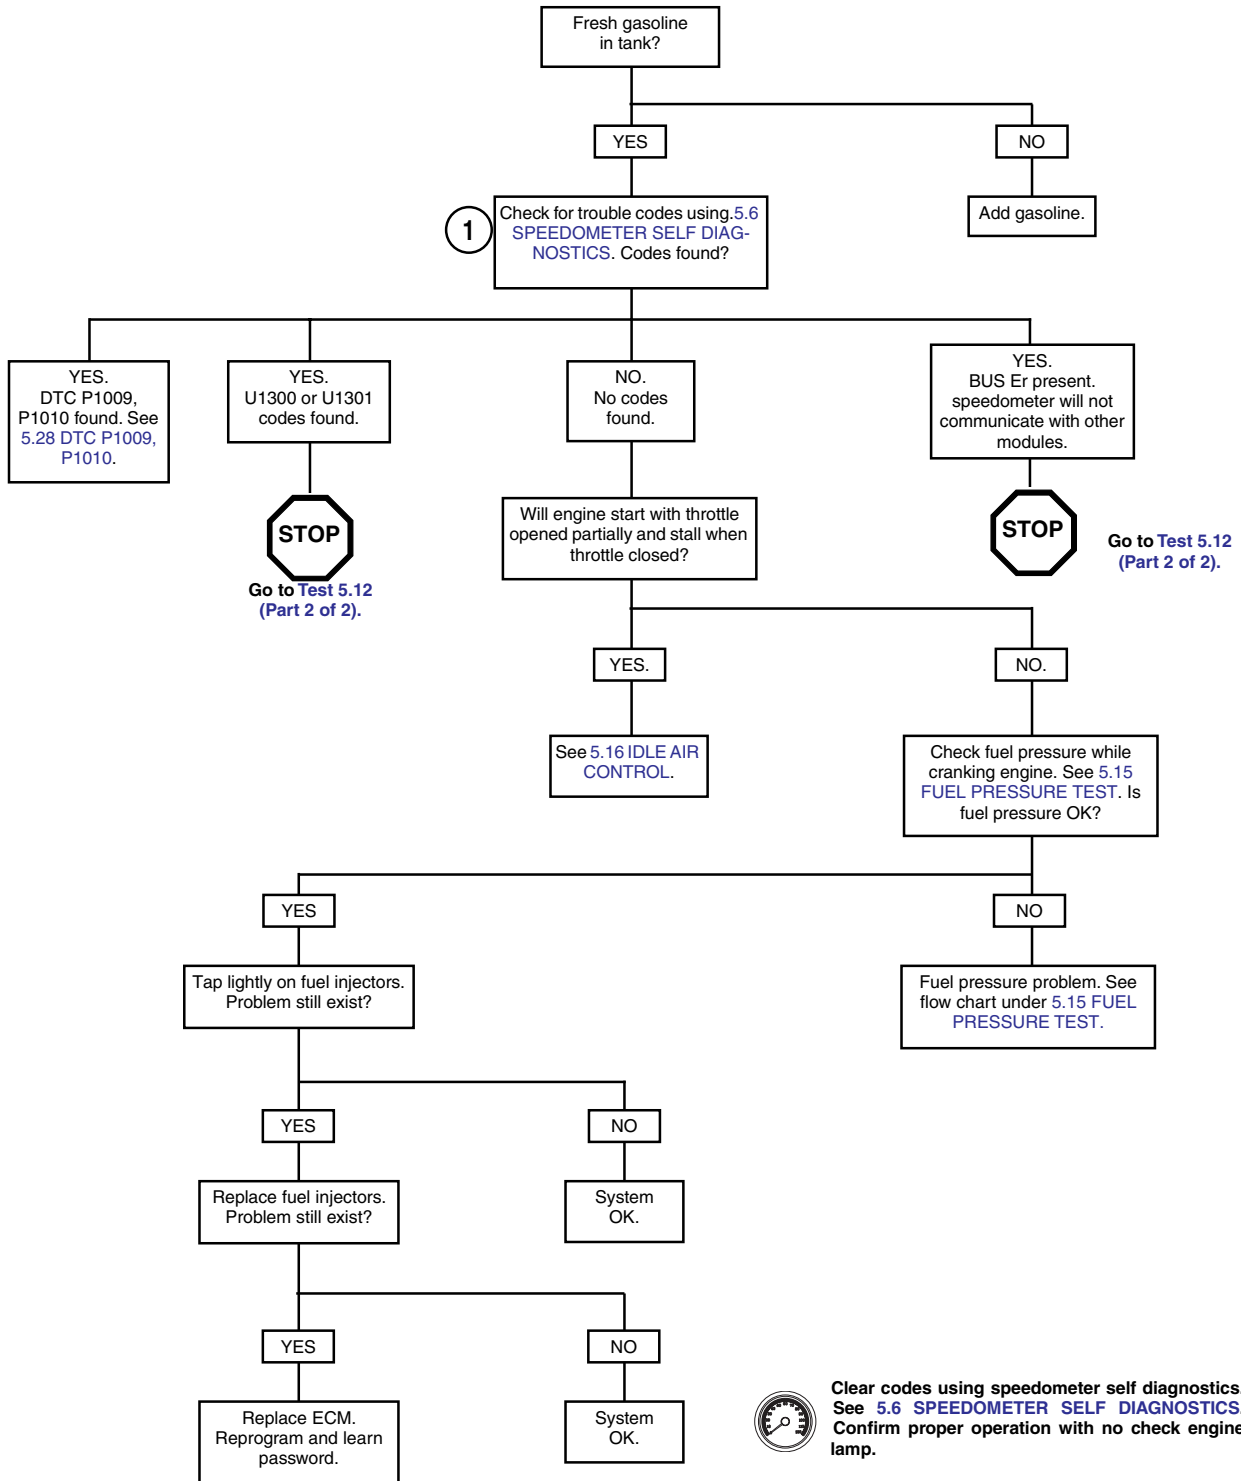 Fresh gasoline
in tank?
YES
NO
1
Check for trouble codes using.5.6
SPEEDOMETER SELF DIAG-
NOSTICS. Codes found?
Add gasoline.
YES.
DTC P1009,
P1010 found. See
5.28 DTC P1009,
P1010.
YES.
U1300 or U1301
codes found.
NO.
No codes
found.
YES.
BUS Er present.
speedometer will not
communicate with other
modules.
STOP
Go to Test 5.12
(Part 2 of 2).
Will engine start with throttle
opened partially and stall when
throttle closed?
STOP
Go to Test 5.12
(Part 2 of 2).
YES.
NO.
See 5.16 IDLE AIR
CONTROL.
Check fuel pressure while
cranking engine. See 5.15
FUEL PRESSURE TEST. Is
fuel pressure OK?
YES
NO
Tap lightly on fuel injectors.
Problem still exist?
Fuel pressure problem. See
flow chart under 5.15 FUEL
PRESSURE TEST.
YES
NO
Replace fuel injectors.
Problem still exist?
System
OK.
YES
NO
Replace ECM.
Reprogram and learn
password.
System
OK.
Clear codes using speedometer self diagnostics.
See 5.6 SPEEDOMETER SELF DIAGNOSTICS.
Confirm proper operation with no check engine
lamp.